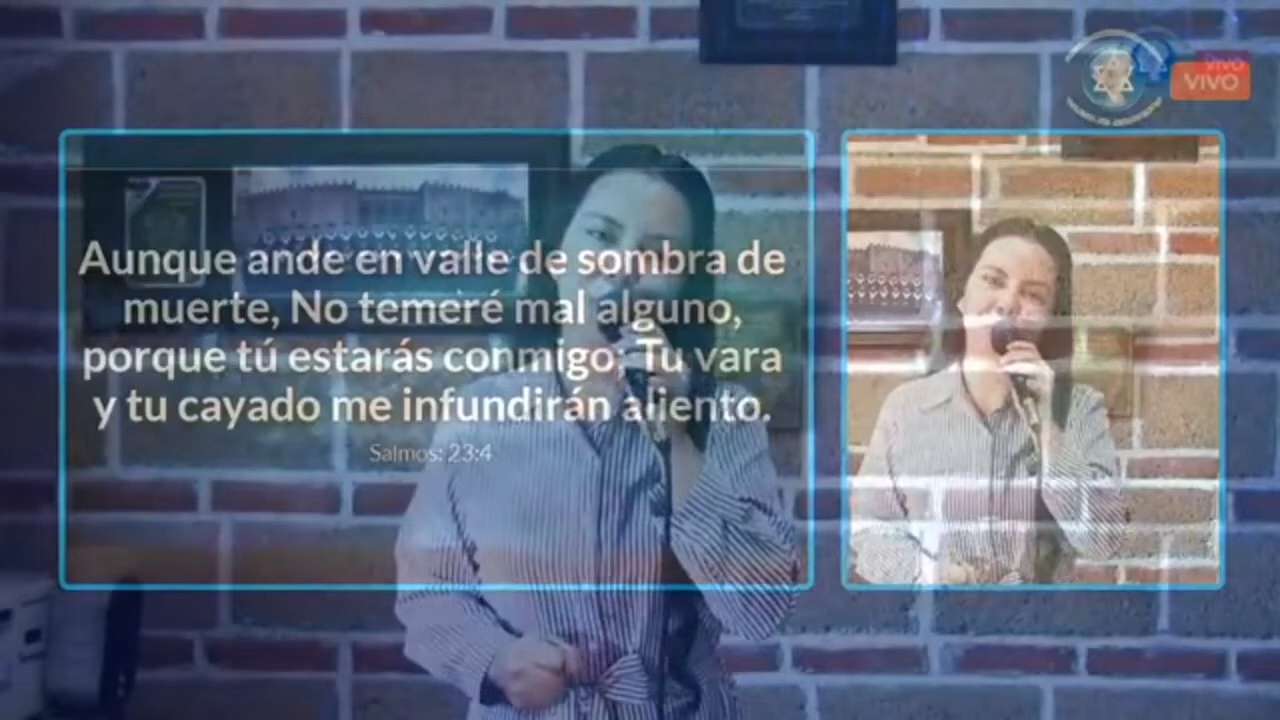 VIVO
VIVO
Aunque ande en valle de sombra de
muerte, No temeré mal alguno,
porque tú estarás conmigo; Tu vara
y tu cayado me infundirán aliento.
Salmos: 23:4